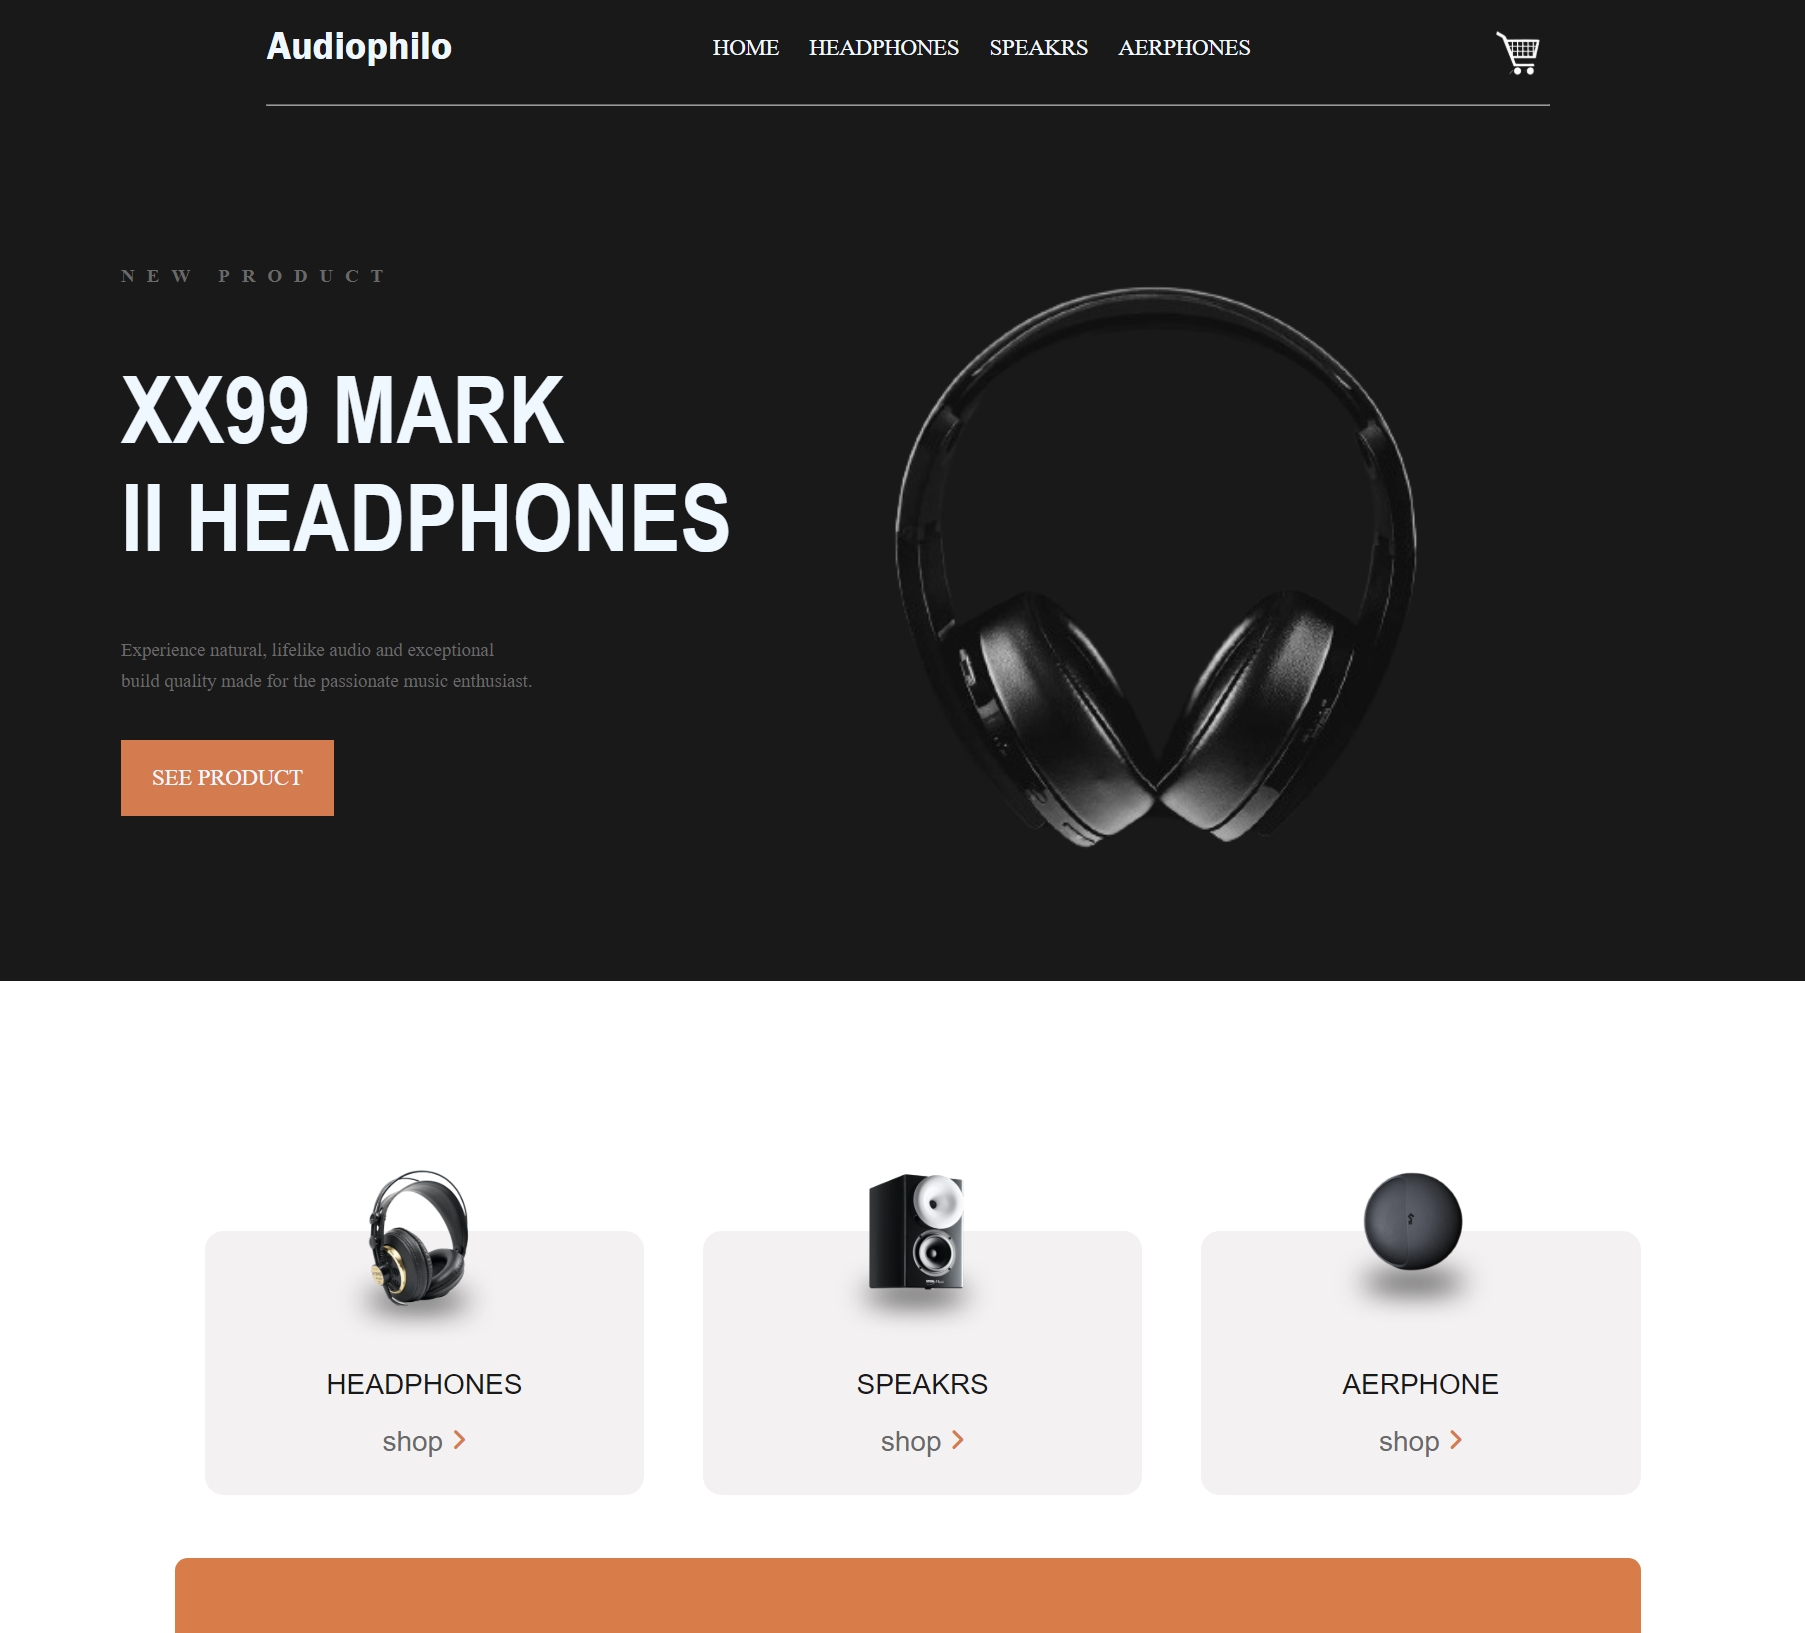 Audiophilo
HOME HEADPHONES SPEAKRS AERPHONES
NEW PRODUCT
XX99 MARK
II HEADPHONES
Experience natural, lifelike audio and exceptional
build quality made for the passionate music enthusiast.
SEE PRODUCT
HEADPHONES
shop
SPEAKRS
shop
AERPHONE
shop